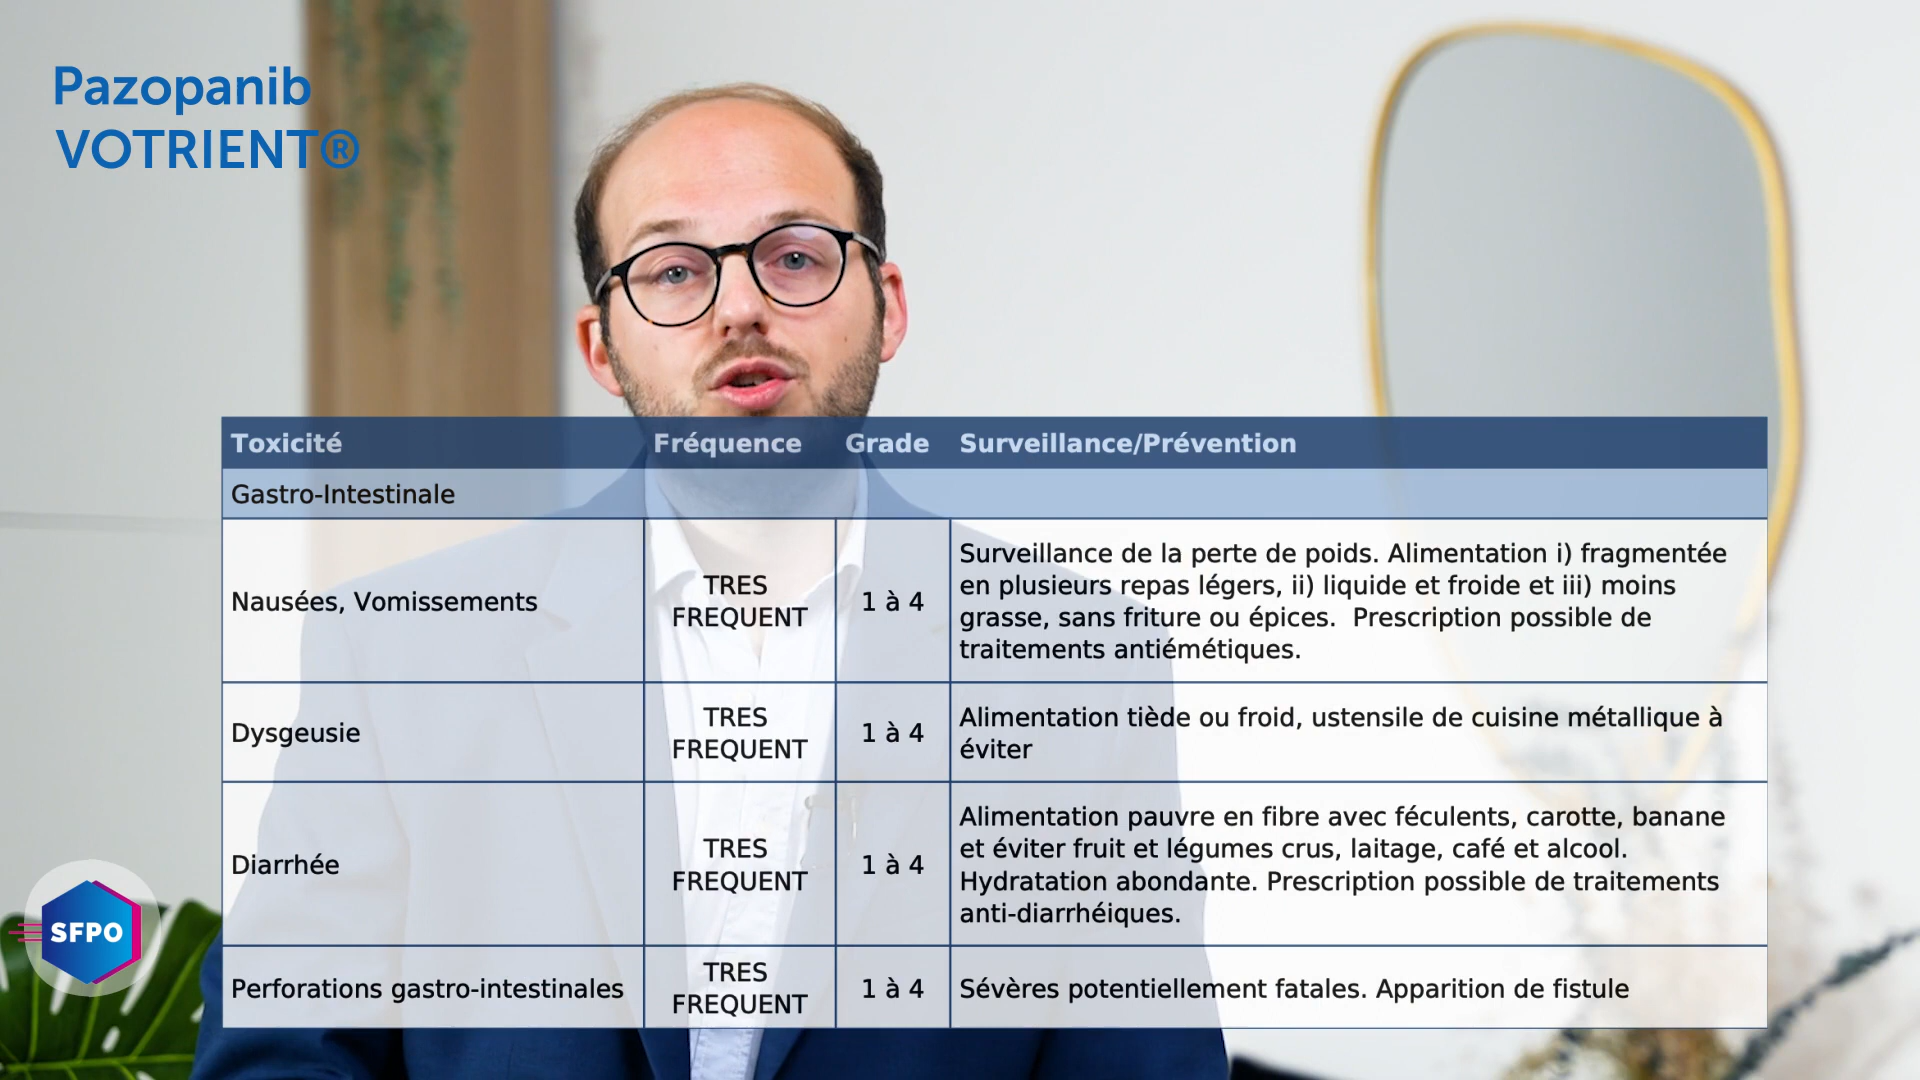 Pazopanib
VOTRIENT®
Toxicité Fréquence Grade Surveillance/Prévention
Gastro-Intestinale
Nausées, Vomissements
TRES
FREQUENT
1 à 4
Surveillance de la perte de poids. Alimentation i) fragmentée
en plusieurs repas légers, ii) liquide et froide et iii) moins
grasse, sans friture ou épices.  Prescription possible de
traitements antiémétiques.
Dysgeusie
TRES
FREQUENT
1 à 4
Alimentation tiède ou froid, ustensile de cuisine métallique à
éviter
Diarrhée
TRES
FREQUENT
1 à 4
Alimentation pauvre en fibre avec féculents, carotte, banane
et éviter fruit et légumes crus, laitage, café et alcool.
Hydratation abondante. Prescription possible de traitements
anti-diarrhéiques.
Perforations gastro-intestinales
TRES
FREQUENT
1 à 4
Sévères potentiellement fatales. Apparition de fistule
SFPO